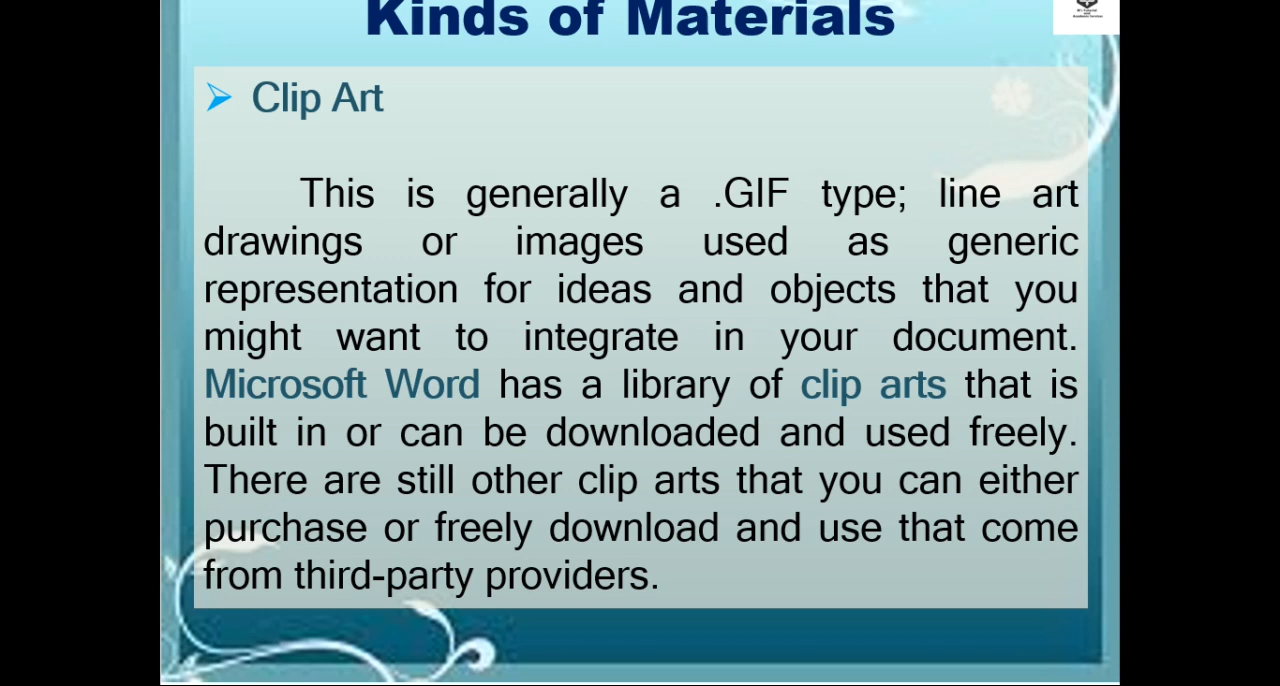 Kinds of Materials
Clip Art
This is generally a .GIF type; line art
drawings or images used as generic
representation for ideas and objects that you
might want to integrate in your document.
Microsoft Word has a library of clip arts that is
built in or can be downloaded and used freely.
There are still other clip arts that you can either
purchase or freely download and use that come
from third-party providers.